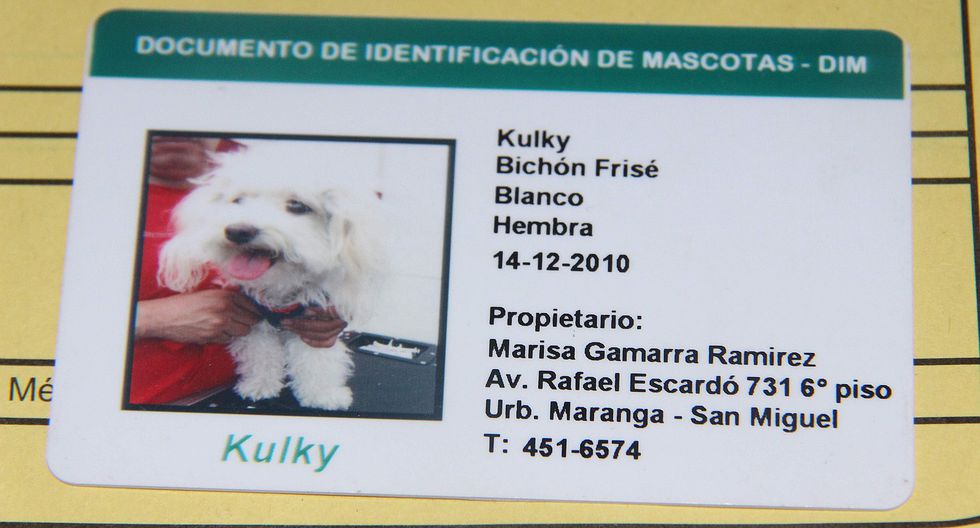 DOCUMENTO DE IDENTIFICACIÓN DE MASCOTAS - DIM
Kulky
Bichón Frisé
Blanco
Hembra
14-12-2010
Propietario:
Marisa Gamarra Ramirez
Av. Rafael Escardó 731 6° piso
Urb. Maranga - San Miguel
T: 451-6574
Kulky
Mé